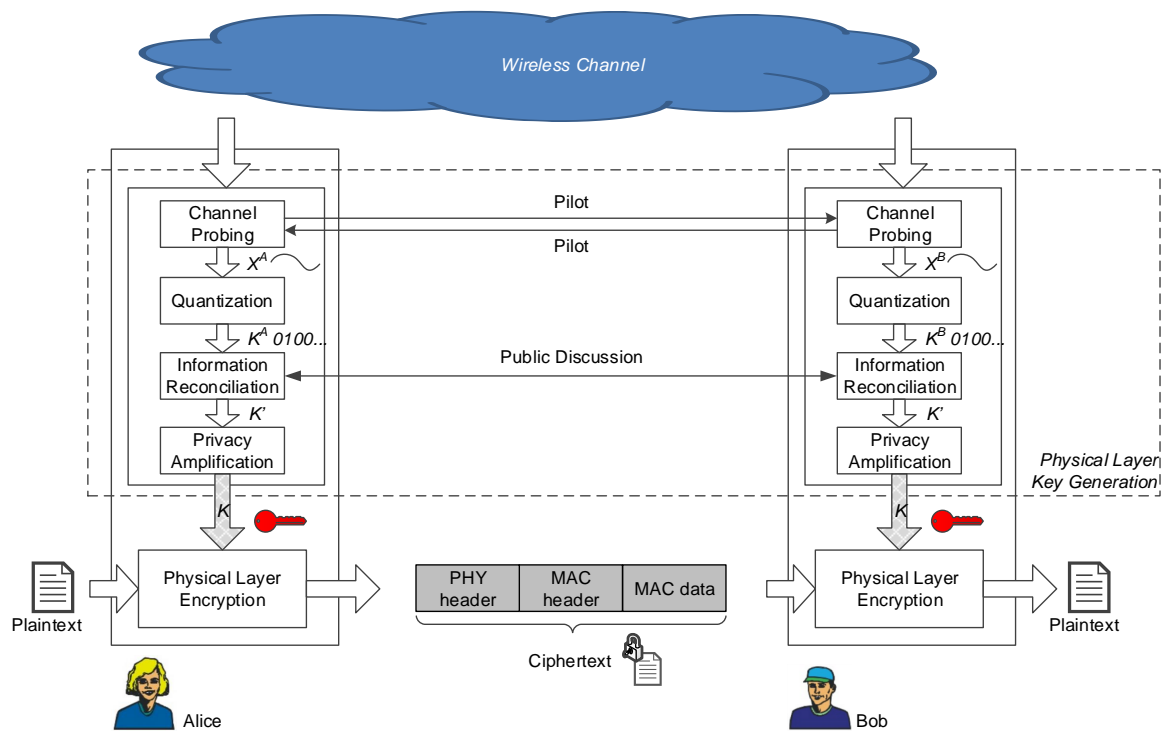 Wireless Channel
Pilot
Pilot
Channel
Probing
X^A
Quantization
K^A 0100...
Information
Reconciliation
K'
Privacy
Amplification
K
Channel
Probing
X^B
Quantization
K^B 0100...
Information
Reconciliation
K'
Privacy
Amplification
K
Public Discussion
Physical Layer
Key Generation
Plaintext
Physical Layer
Encryption
PHY
header
MAC
header
MAC data
Ciphertext
Physical Layer
Encryption
Plaintext
Alice
Bob